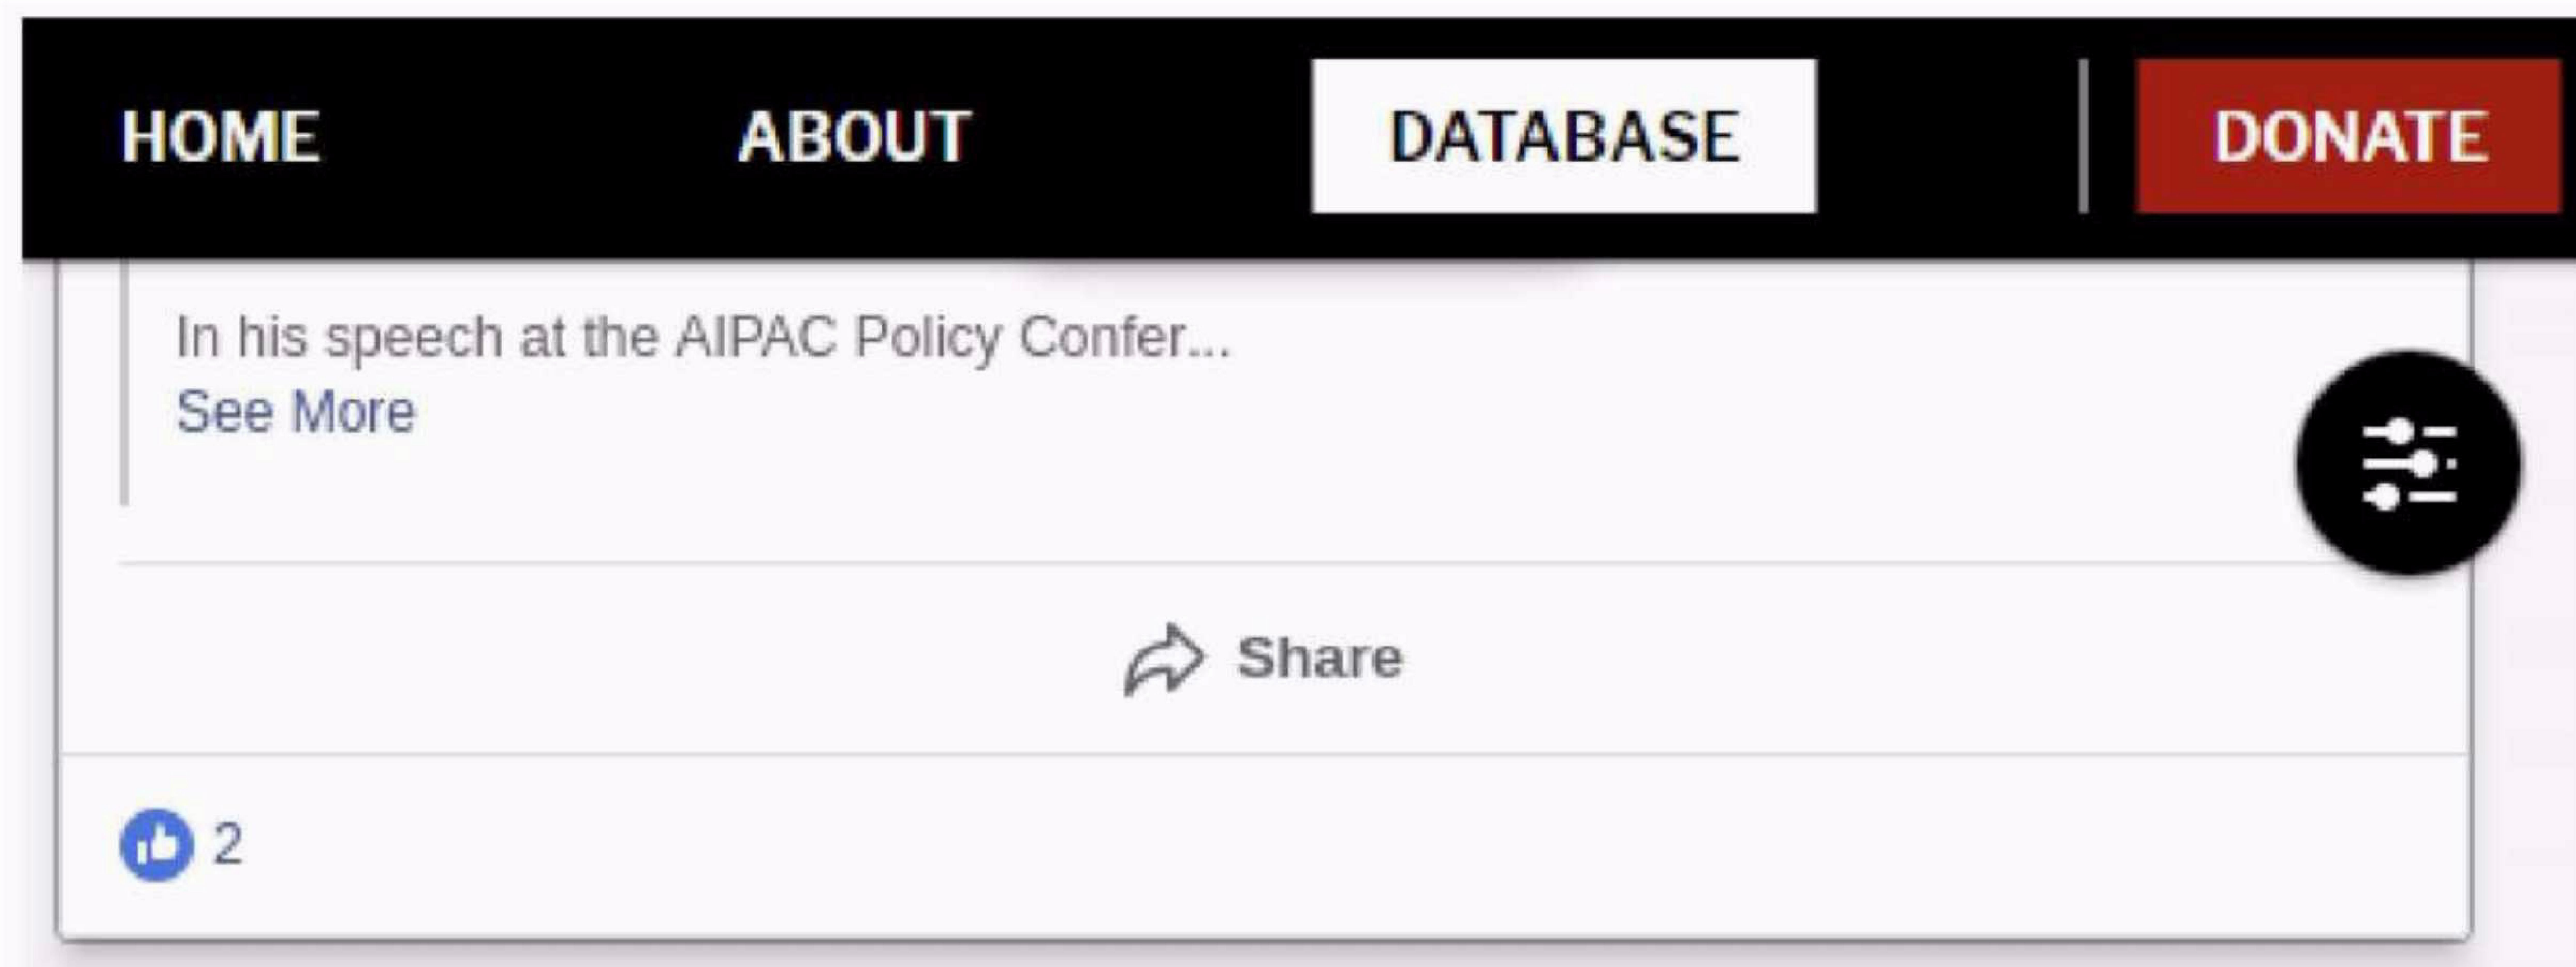 HOME ABOUT DATABASE DONATE
In his speech at the AIPAC Policy Confer...
See More
Share
2